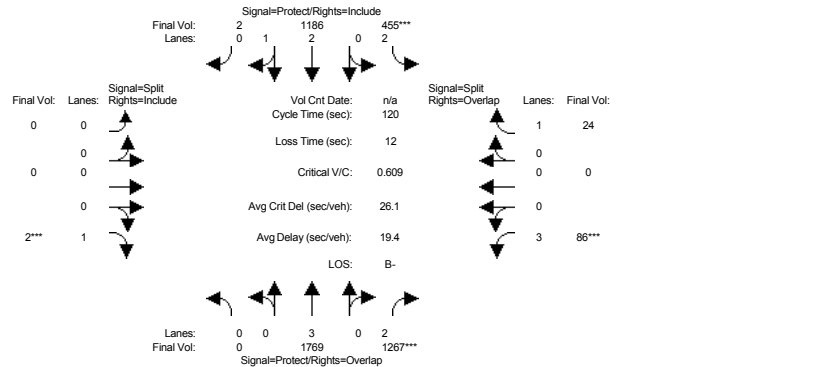 Signal=Protect/Rights=Include
Final Vol: 2 1186 455***
Lanes: 0 1 2 0 2
Signal=Split Signal=Split
Final Vol: Lanes: Rights=Include Vol Cnt Date: n/a Rights=Overlap Lanes: Final Vol:
Cycle Time (sec): 120
0 0 1 24
Loss Time (sec): 12
0 0
0 0 Critical V/C: 0.609 0 0
0 Avg Crit Del (sec/veh): 26.1 0
2*** 1 Avg Delay (sec/veh): 19.4 3 86***
LOS: B-
Lanes: 0 0 3 0 2
Final Vol: 0 1769 1267***
Signal=Protect/Rights=Overlap